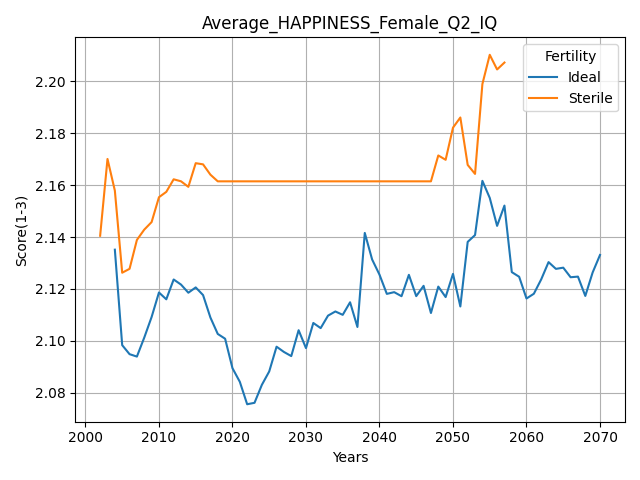 Average_HAPPINESS_Female_Q2_IQ
Score(1-3)
2.20
2.18
2.16
2.14
2.12
2.10
2.08
Fertility
Ideal
Sterile
2000 2010 2020 2030 2040 2050 2060 2070
Years